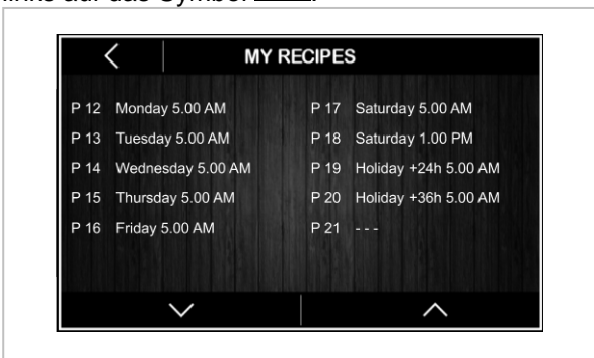 links auf das Symbol
MY RECIPES
P 12 Monday 5.00 AM
P 13 Tuesday 5.00 AM
P 14 Wednesday 5.00 AM
P 15 Thursday 5.00 AM
P 16 Friday 5.00 AM
P 17 Saturday 5.00 AM
P 18 Saturday 1.00 PM
P 19 Holiday +24h 5.00 AM
P 20 Holiday +36h 5.00 AM
P 21 - - -